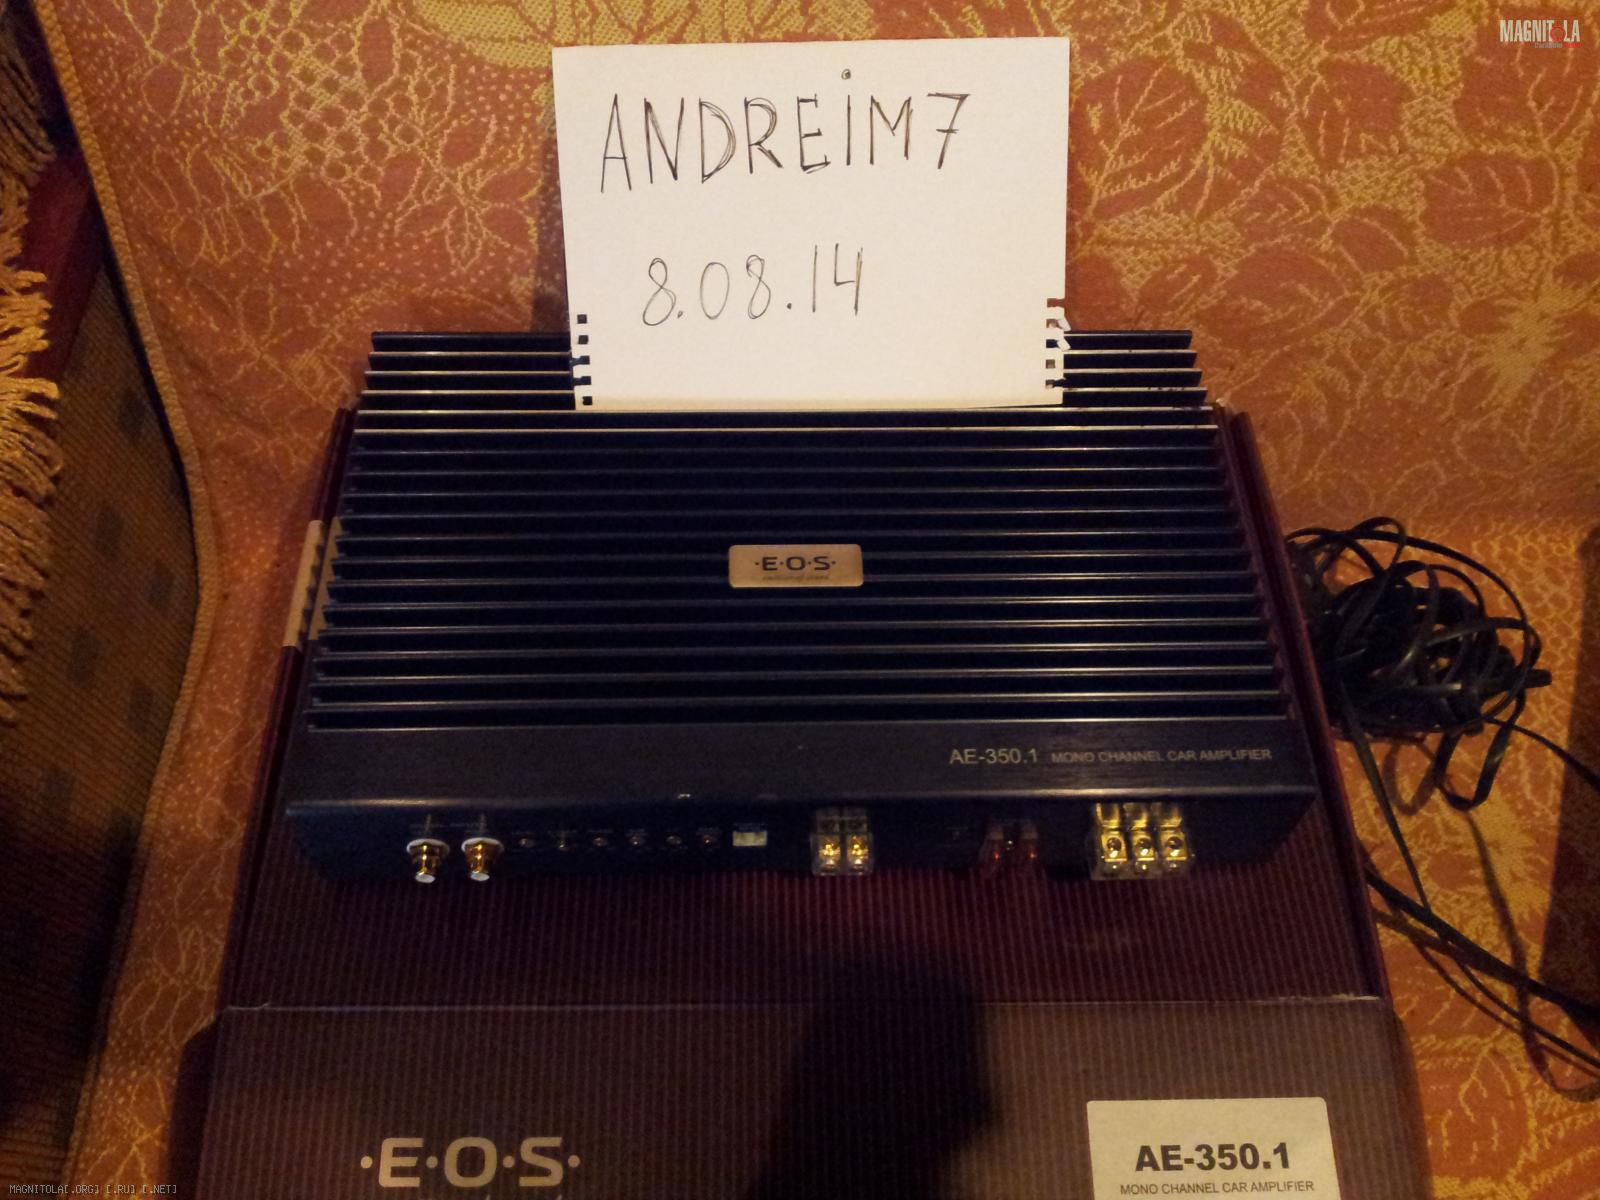 MAGNITOLA
ANDREIM7
8.08.14
·E·O·S·
AE-350.1 MONO CHANNEL CAR AMPLIFIER
·E·O·S·
AE-350.1
MONO CHANNEL CAR AMPLIFIER
MAGNITOLA[.ORG] [.RU] [.NET]